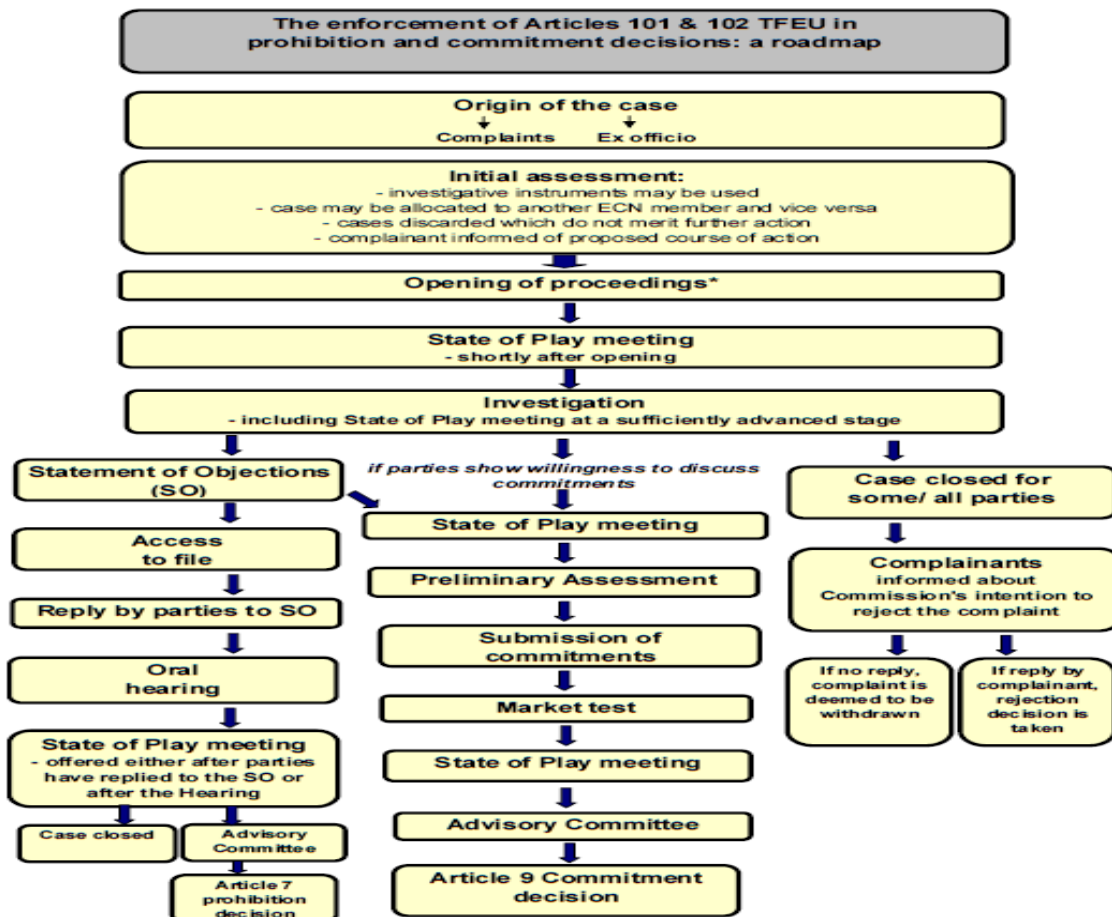 The enforcement of Articles 101 & 102 TFEU in
prohibition and commitment decisions: a roadmap
Origin of the case
Complaints Ex officio
Initial assessment:
- investigative instruments may be used
- case may be allocated to another ECN member and vice versa
- cases discarded which do not merit further action
- complainant informed of proposed course of action
Opening of proceedings*
State of Play meeting
- shortly after opening
Investigation
- including State of Play meeting at a sufficiently advanced stage
Statement of Objections
(SO)
Access
to file
Reply by parties to SO
Oral
hearing
State of Play meeting
- offered either after parties
have replied to the SO or
after the Hearing
Case closed
Advisory
Committee
Article 7
prohibition
decision
if parties show willingness to discuss
commitments
State of Play meeting
Preliminary Assessment
Submission of
commitments
Market test
State of Play meeting
Advisory Committee
Article 9 Commitment
decision
Case closed for
some/ all parties
Complainants
informed about
Commission's intention to
reject the complaint
If no reply,
complaint is
deemed to be
withdrawn
If reply by
complainant,
rejection
decision is
taken